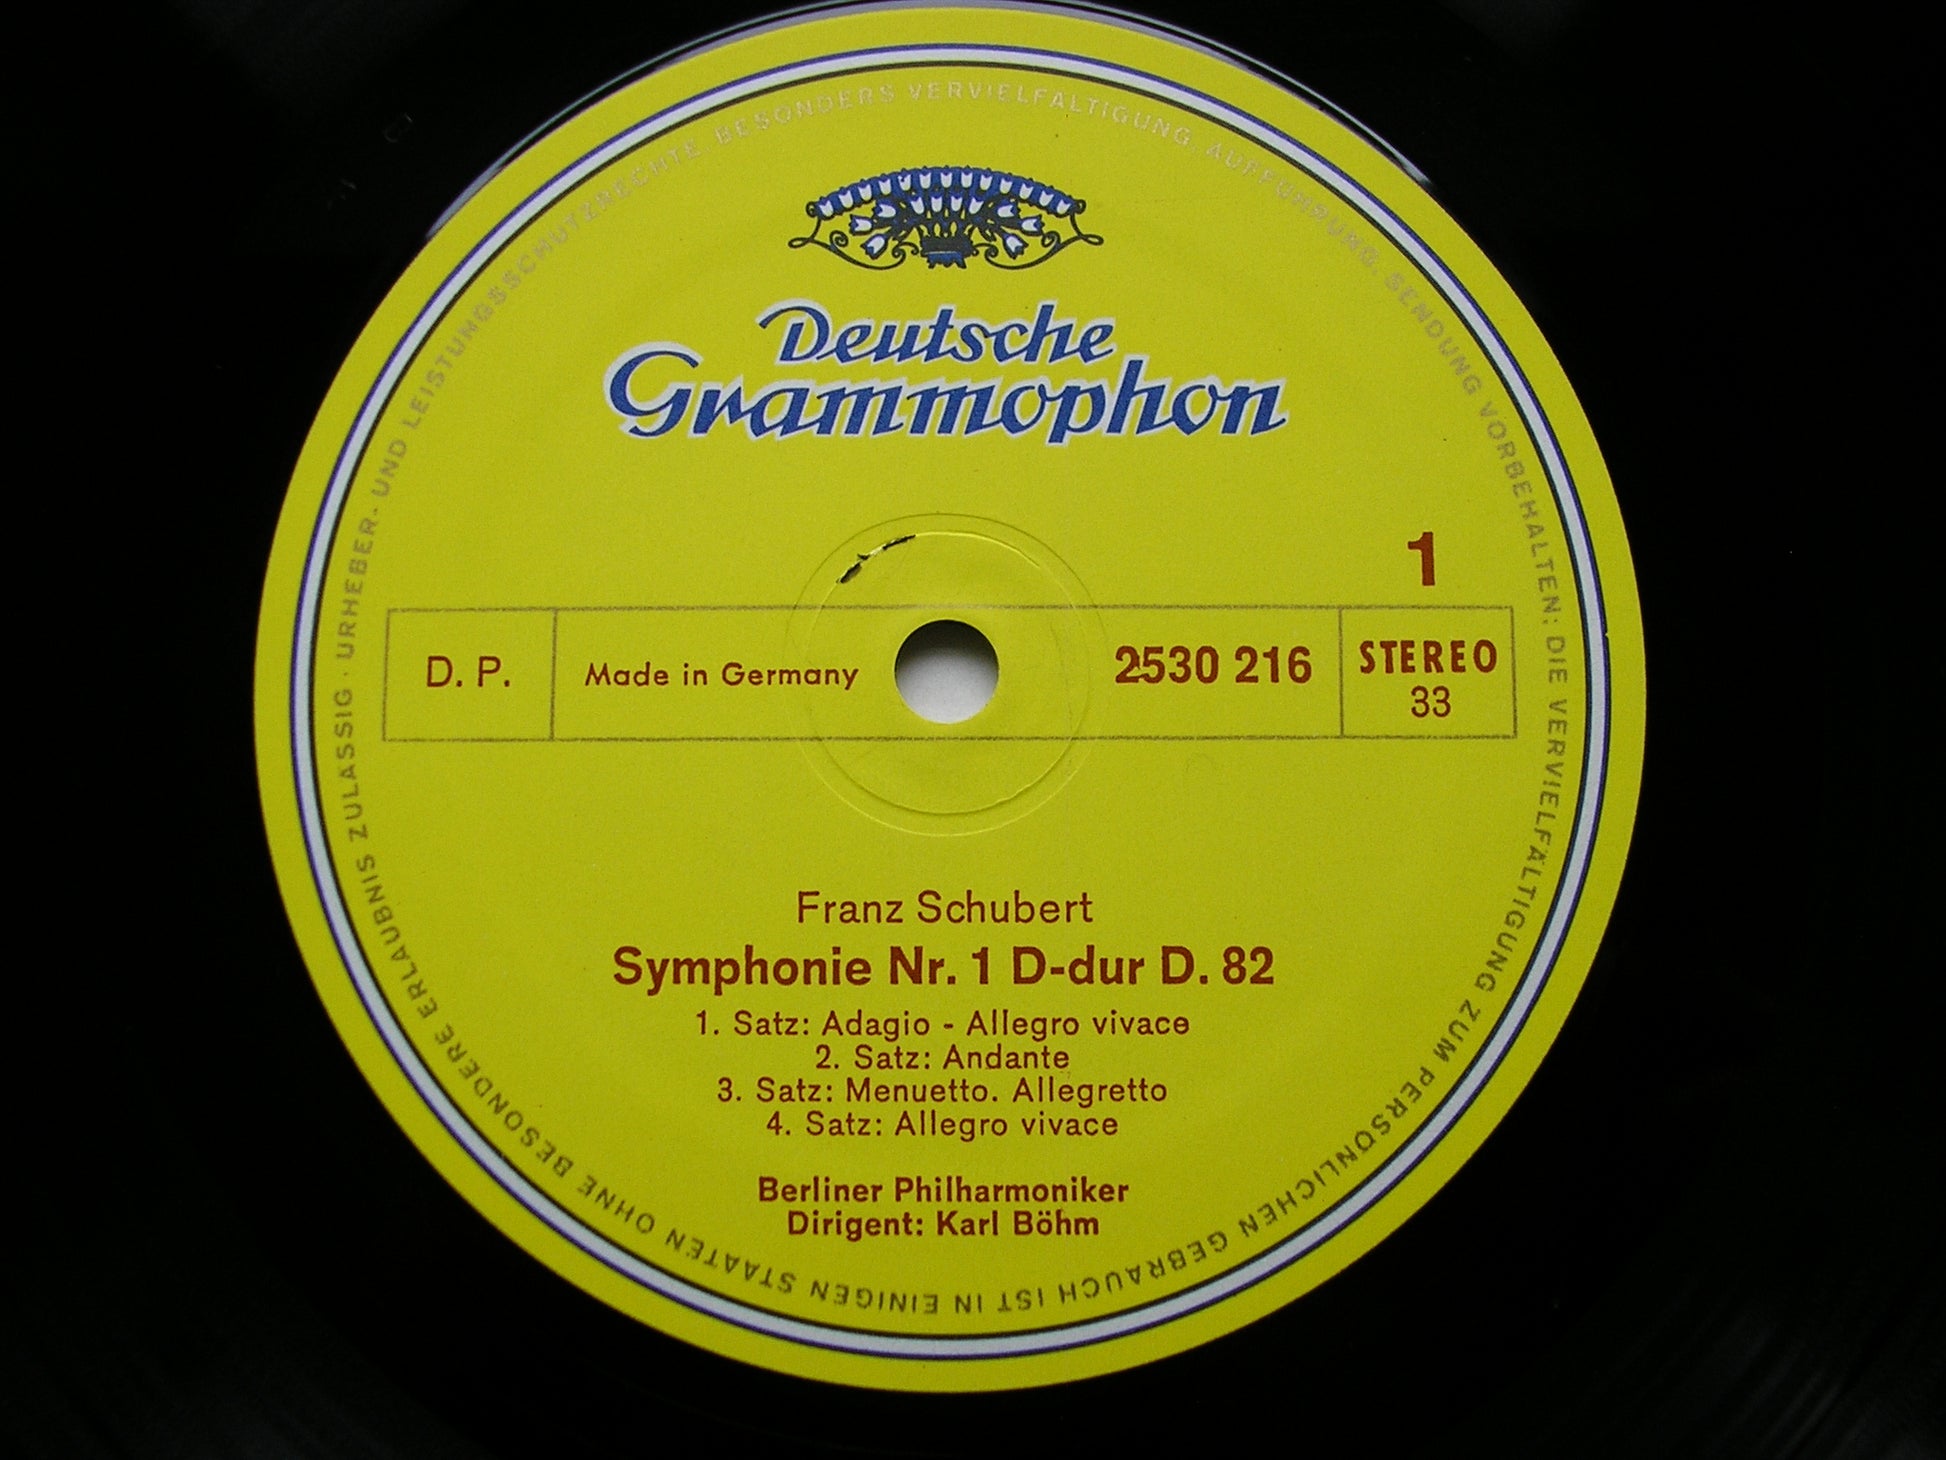 URHEBER- UND LEISTUNGSSCHUTZRECHTE, BESONDERS VERVIELFÄLTIGUNG, AUFFÜHRUNG, SENDUNG VORBEHALTEN; DIE VERVIELFÄLTIGUNG ZUM PERSÖNLICHEN GEBRAUCH IST IN EINIGEN STAATEN OHNE BESONDERE ERLAUBNIS ZULÄSSIG ·
Deutsche
Grammophon
1
D. P.
Made in Germany
2530 216
STEREO
33
Franz Schubert
Symphonie Nr. 1 D-dur D. 82
1. Satz: Adagio - Allegro vivace
2. Satz: Andante
3. Satz: Menuetto. Allegretto
4. Satz: Allegro vivace
Berliner Philharmoniker
Dirigent: Karl Böhm